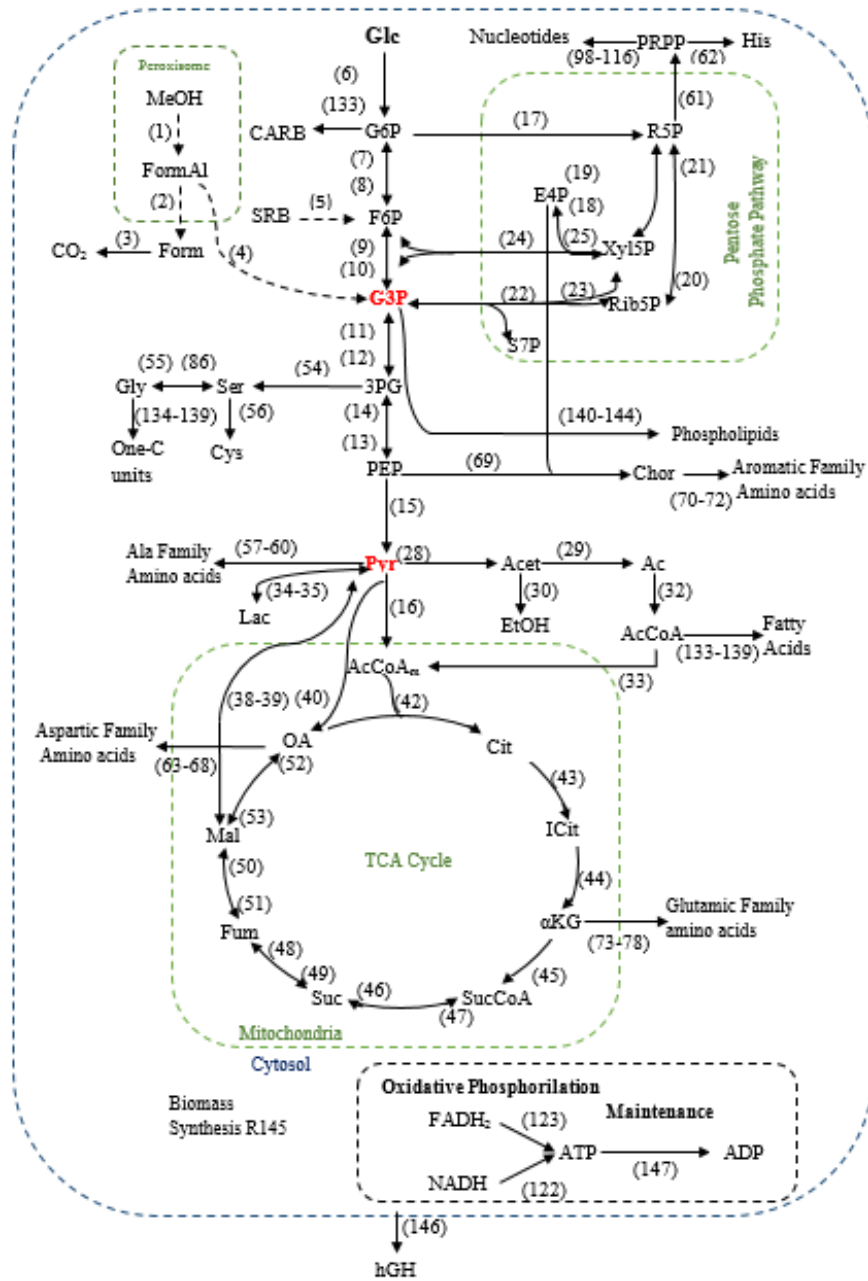 Glc
Nucleotides
PRPP
His
(98-116)
(62)
Peroxisome
MeOH
(6)
(61)
(1)
(133)
CARB
G6P
(17)
R5P
FormAl
(7)
(19)
(21)
(2)
(8)
E4P
SRB
(5)
F6P
(18)
Pentose
Phosphate Pathway
CO₂
(3)
Form
(4)
(9)
(24)
(25)
Xyl5P
(10)
G3P
(22)
(23)
Rib5P
(20)
(11)
S7P
(12)
(55)
(86)
(54)
Gly
Ser
3PG
(134-139)
(56)
(14)
(140-144)
One-C
units
Cys
(13)
Phospholipids
PEP
(69)
Chor
Aromatic Family
Amino acids
(70-72)
(15)
Ala Family
Amino acids
(57-60)
Pyr
(28)
Acet
(29)
Ac
(34-35)
(30)
(32)
Lac
(16)
EtOH
AcCoA
Fatty
Acids
(133-139)
AcCoAₘ
(33)
(38-39)
(40)
(42)
Aspartic Family
Amino acids
OA
Cit
(63-68)
(52)
(43)
(53)
Mal
ICit
(50)
TCA Cycle
(44)
(51)
Fum
αKG
Glutamic Family
amino acids
(73-78)
(48)
(45)
(49)
Suc
(46)
SucCoA
(47)
Mitochondria
Cytosol
Oxidative Phosphorilation
Biomass
Synthesis R145
Maintenance
FADH₂
(123)
ATP
(147)
ADP
NADH
(122)
(146)
hGH